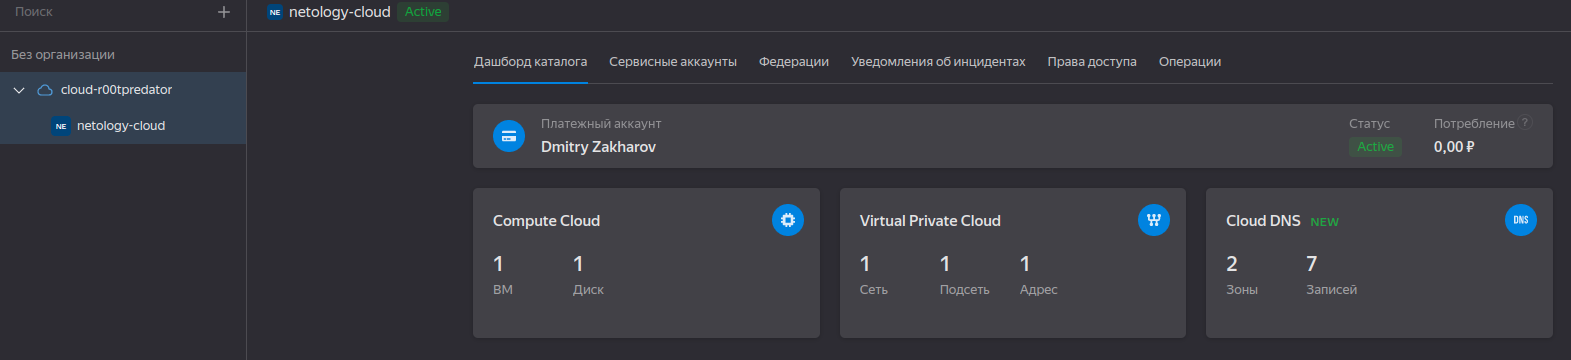 Поиск
NE netology-cloud Active
Без организации
cloud-r00tpredator
NE netology-cloud
Дашборд каталога Сервисные аккаунты Федерации Уведомления об инцидентах Права доступа Операции
Платежный аккаунт Статус Потребление ?
Dmitry Zakharov Active 0,00 ₽
Compute Cloud Virtual Private Cloud Cloud DNS NEW DNS
1 1 1 1 1 2 7
ВМ Диск Сеть Подсеть Адрес Зоны Записей